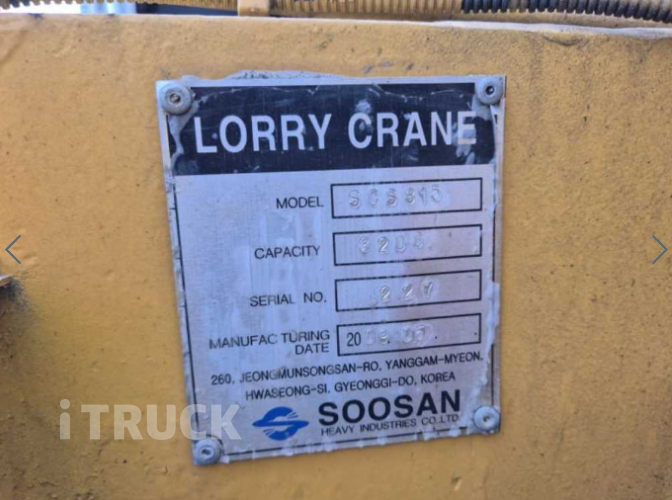 LORRY CRANE
MODEL
CAPACITY
SERIAL NO.
MANUFACTURING
DATE 20
260, JEONGMUNSONGSAN-RO, YANGGAM-MYEON,
HWASEONG-SI, GYEONGGI-DO, KOREA
SOOSAN
HEAVY INDUSTRIES CO.,LTD.
iTRUCK